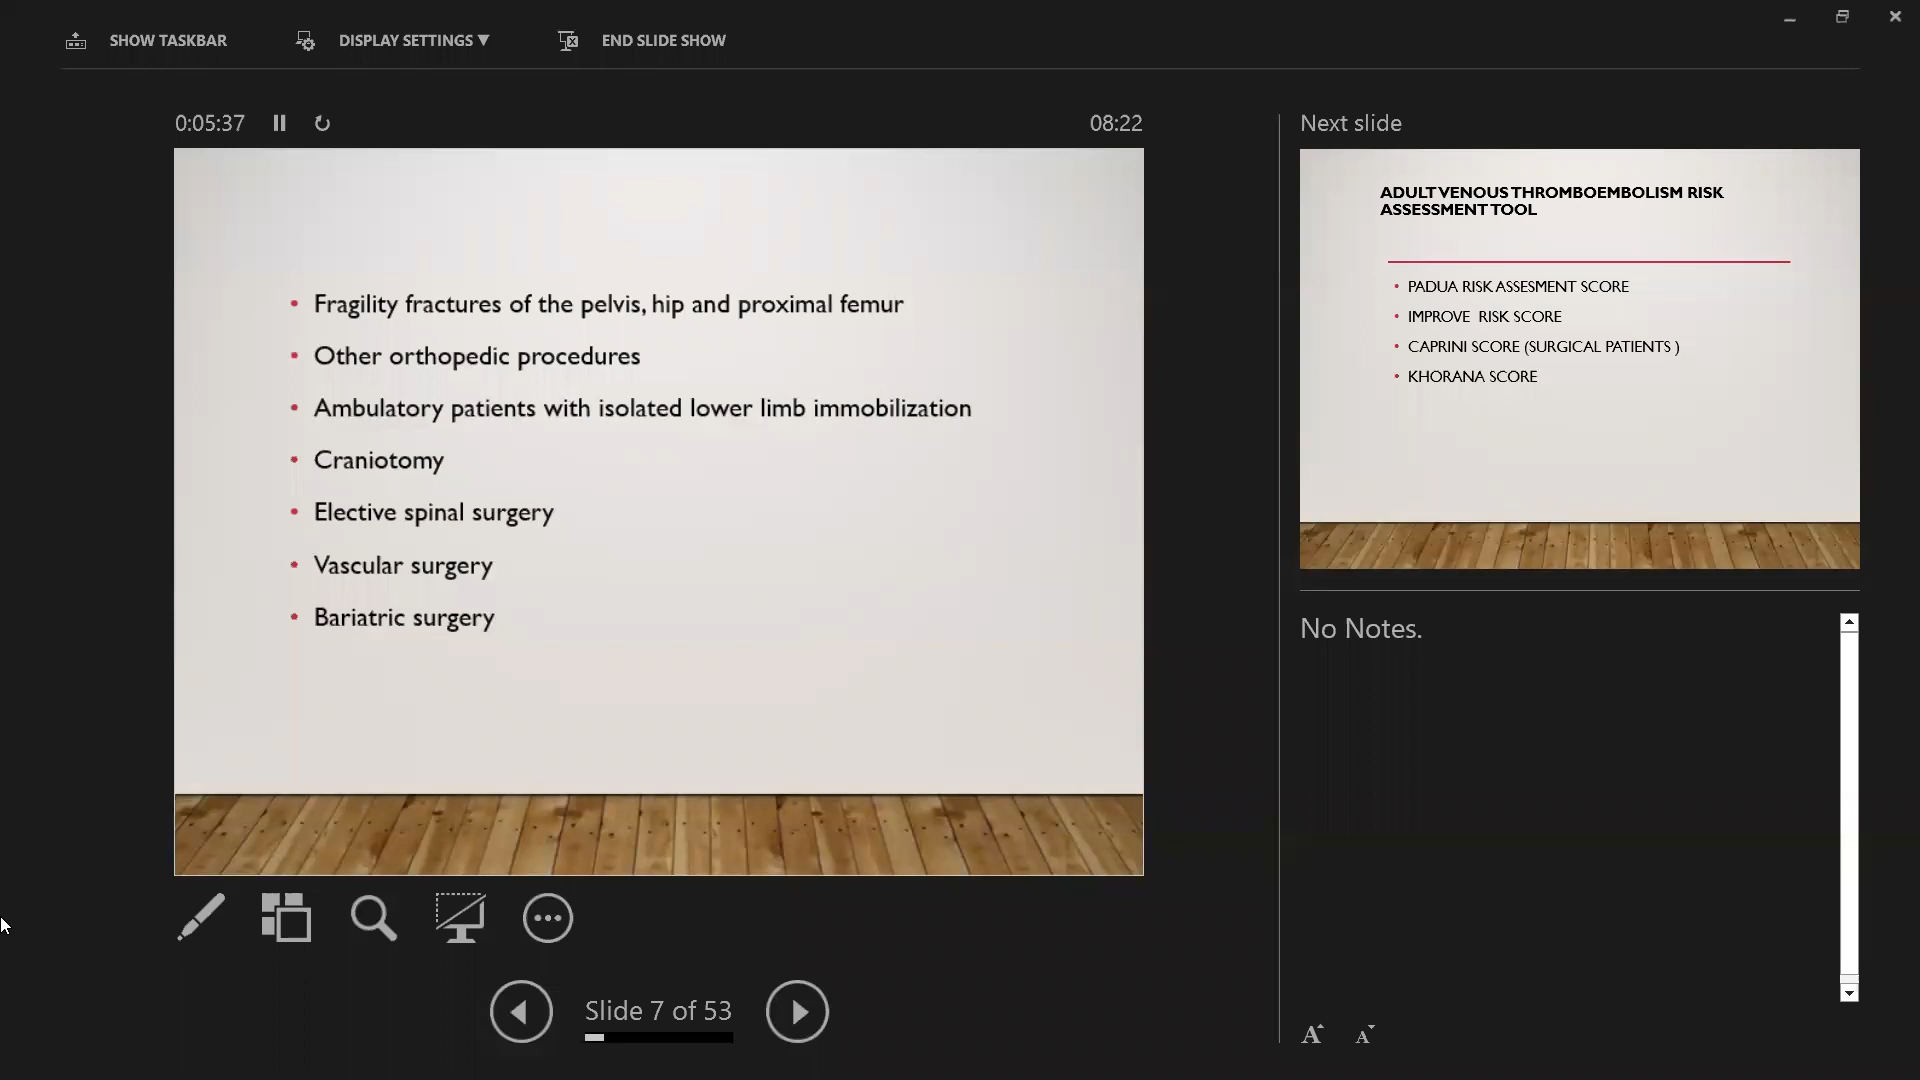 SHOW TASKBAR
DISPLAY SETTINGS ▼
END SLIDE SHOW
0:05:37
08:22
• Fragility fractures of the pelvis, hip and proximal femur
• Other orthopedic procedures
• Ambulatory patients with isolated lower limb immobilization
• Craniotomy
• Elective spinal surgery
• Vascular surgery
• Bariatric surgery
Slide 7 of 53
Next slide
ADULT VENOUS THROMBOEMBOLISM RISK
ASSESSMENT TOOL
• PADUA RISK ASSESMENT SCORE
• IMPROVE RISK SCORE
• CAPRINI SCORE (SURGICAL PATIENTS )
• KHORANA SCORE
No Notes.
A A